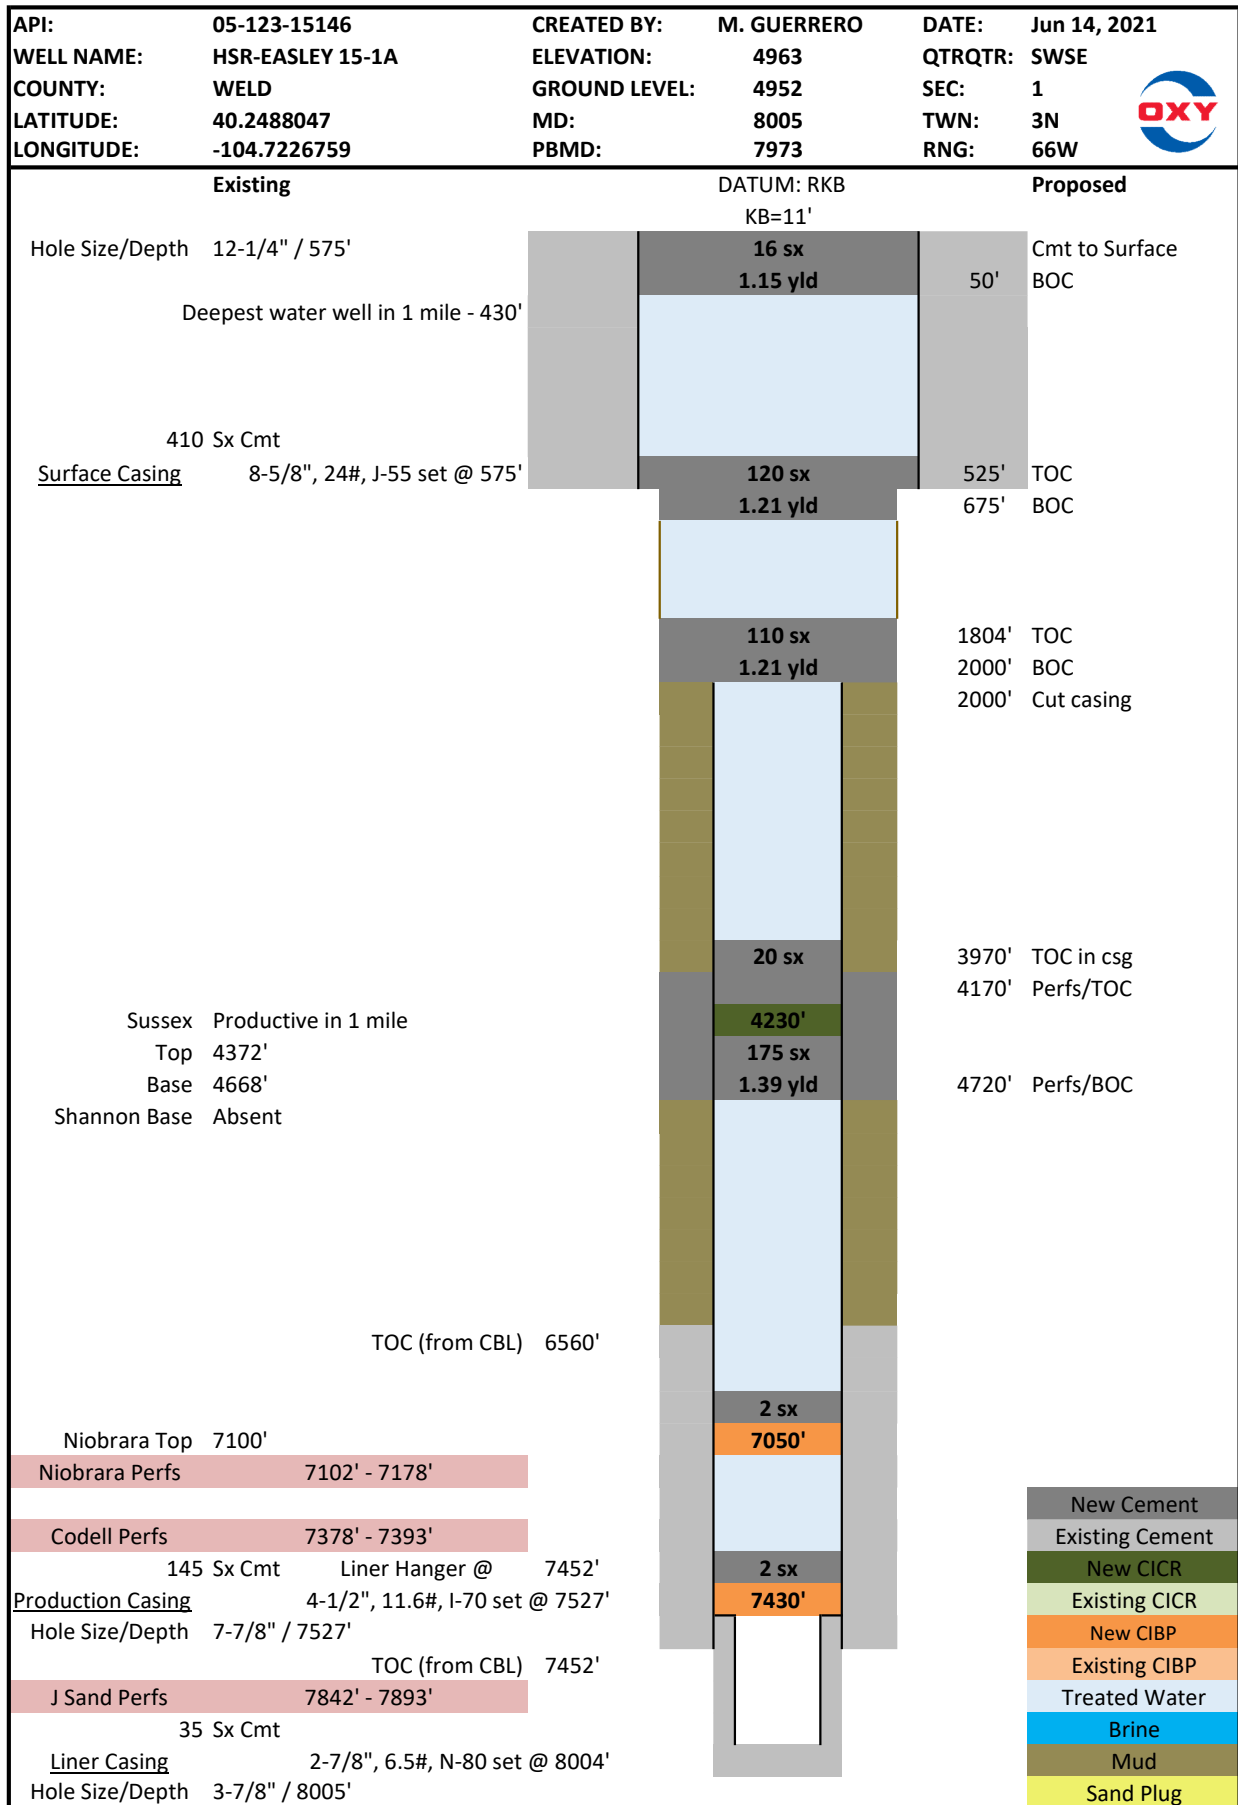 API: 05-123-15146 CREATED BY: M. GUERRERO DATE: Jun 14, 2021
WELL NAME: HSR-EASLEY 15-1A ELEVATION: 4963 QTRQTR: SWSE
COUNTY: WELD GROUND LEVEL: 4952 SEC: 1
OXY
LATITUDE: 40.2488047 MD: 8005 TWN: 3N
LONGITUDE: -104.7226759 PBMD: 7973 RNG: 66W
Existing DATUM: RKB Proposed
KB=11'
Hole Size/Depth 12-1/4" / 575' 16 sx Cmt to Surface
1.15 yld 50' BOC
Deepest water well in 1 mile - 430'
410 Sx Cmt
Surface Casing 8-5/8", 24#, J-55 set @ 575' 120 sx 525' TOC
1.21 yld 675' BOC
110 sx 1804' TOC
1.21 yld 2000' BOC
2000' Cut casing
20 sx 3970' TOC in csg
4170' Perfs/TOC
Sussex Productive in 1 mile 4230'
Top 4372' 175 sx
Base 4668' 1.39 yld 4720' Perfs/BOC
Shannon Base Absent
TOC (from CBL) 6560'
2 sx
Niobrara Top 7100' 7050'
Niobrara Perfs 7102' - 7178'
New Cement
Codell Perfs 7378' - 7393' Existing Cement
145 Sx Cmt Liner Hanger @ 7452' 2 sx New CICR
Production Casing 4-1/2", 11.6#, I-70 set @ 7527' 7430' Existing CICR
Hole Size/Depth 7-7/8" / 7527' New CIBP
TOC (from CBL) 7452' Existing CIBP
J Sand Perfs 7842' - 7893' Treated Water
35 Sx Cmt Brine
Liner Casing 2-7/8", 6.5#, N-80 set @ 8004' Mud
Hole Size/Depth 3-7/8" / 8005' Sand Plug